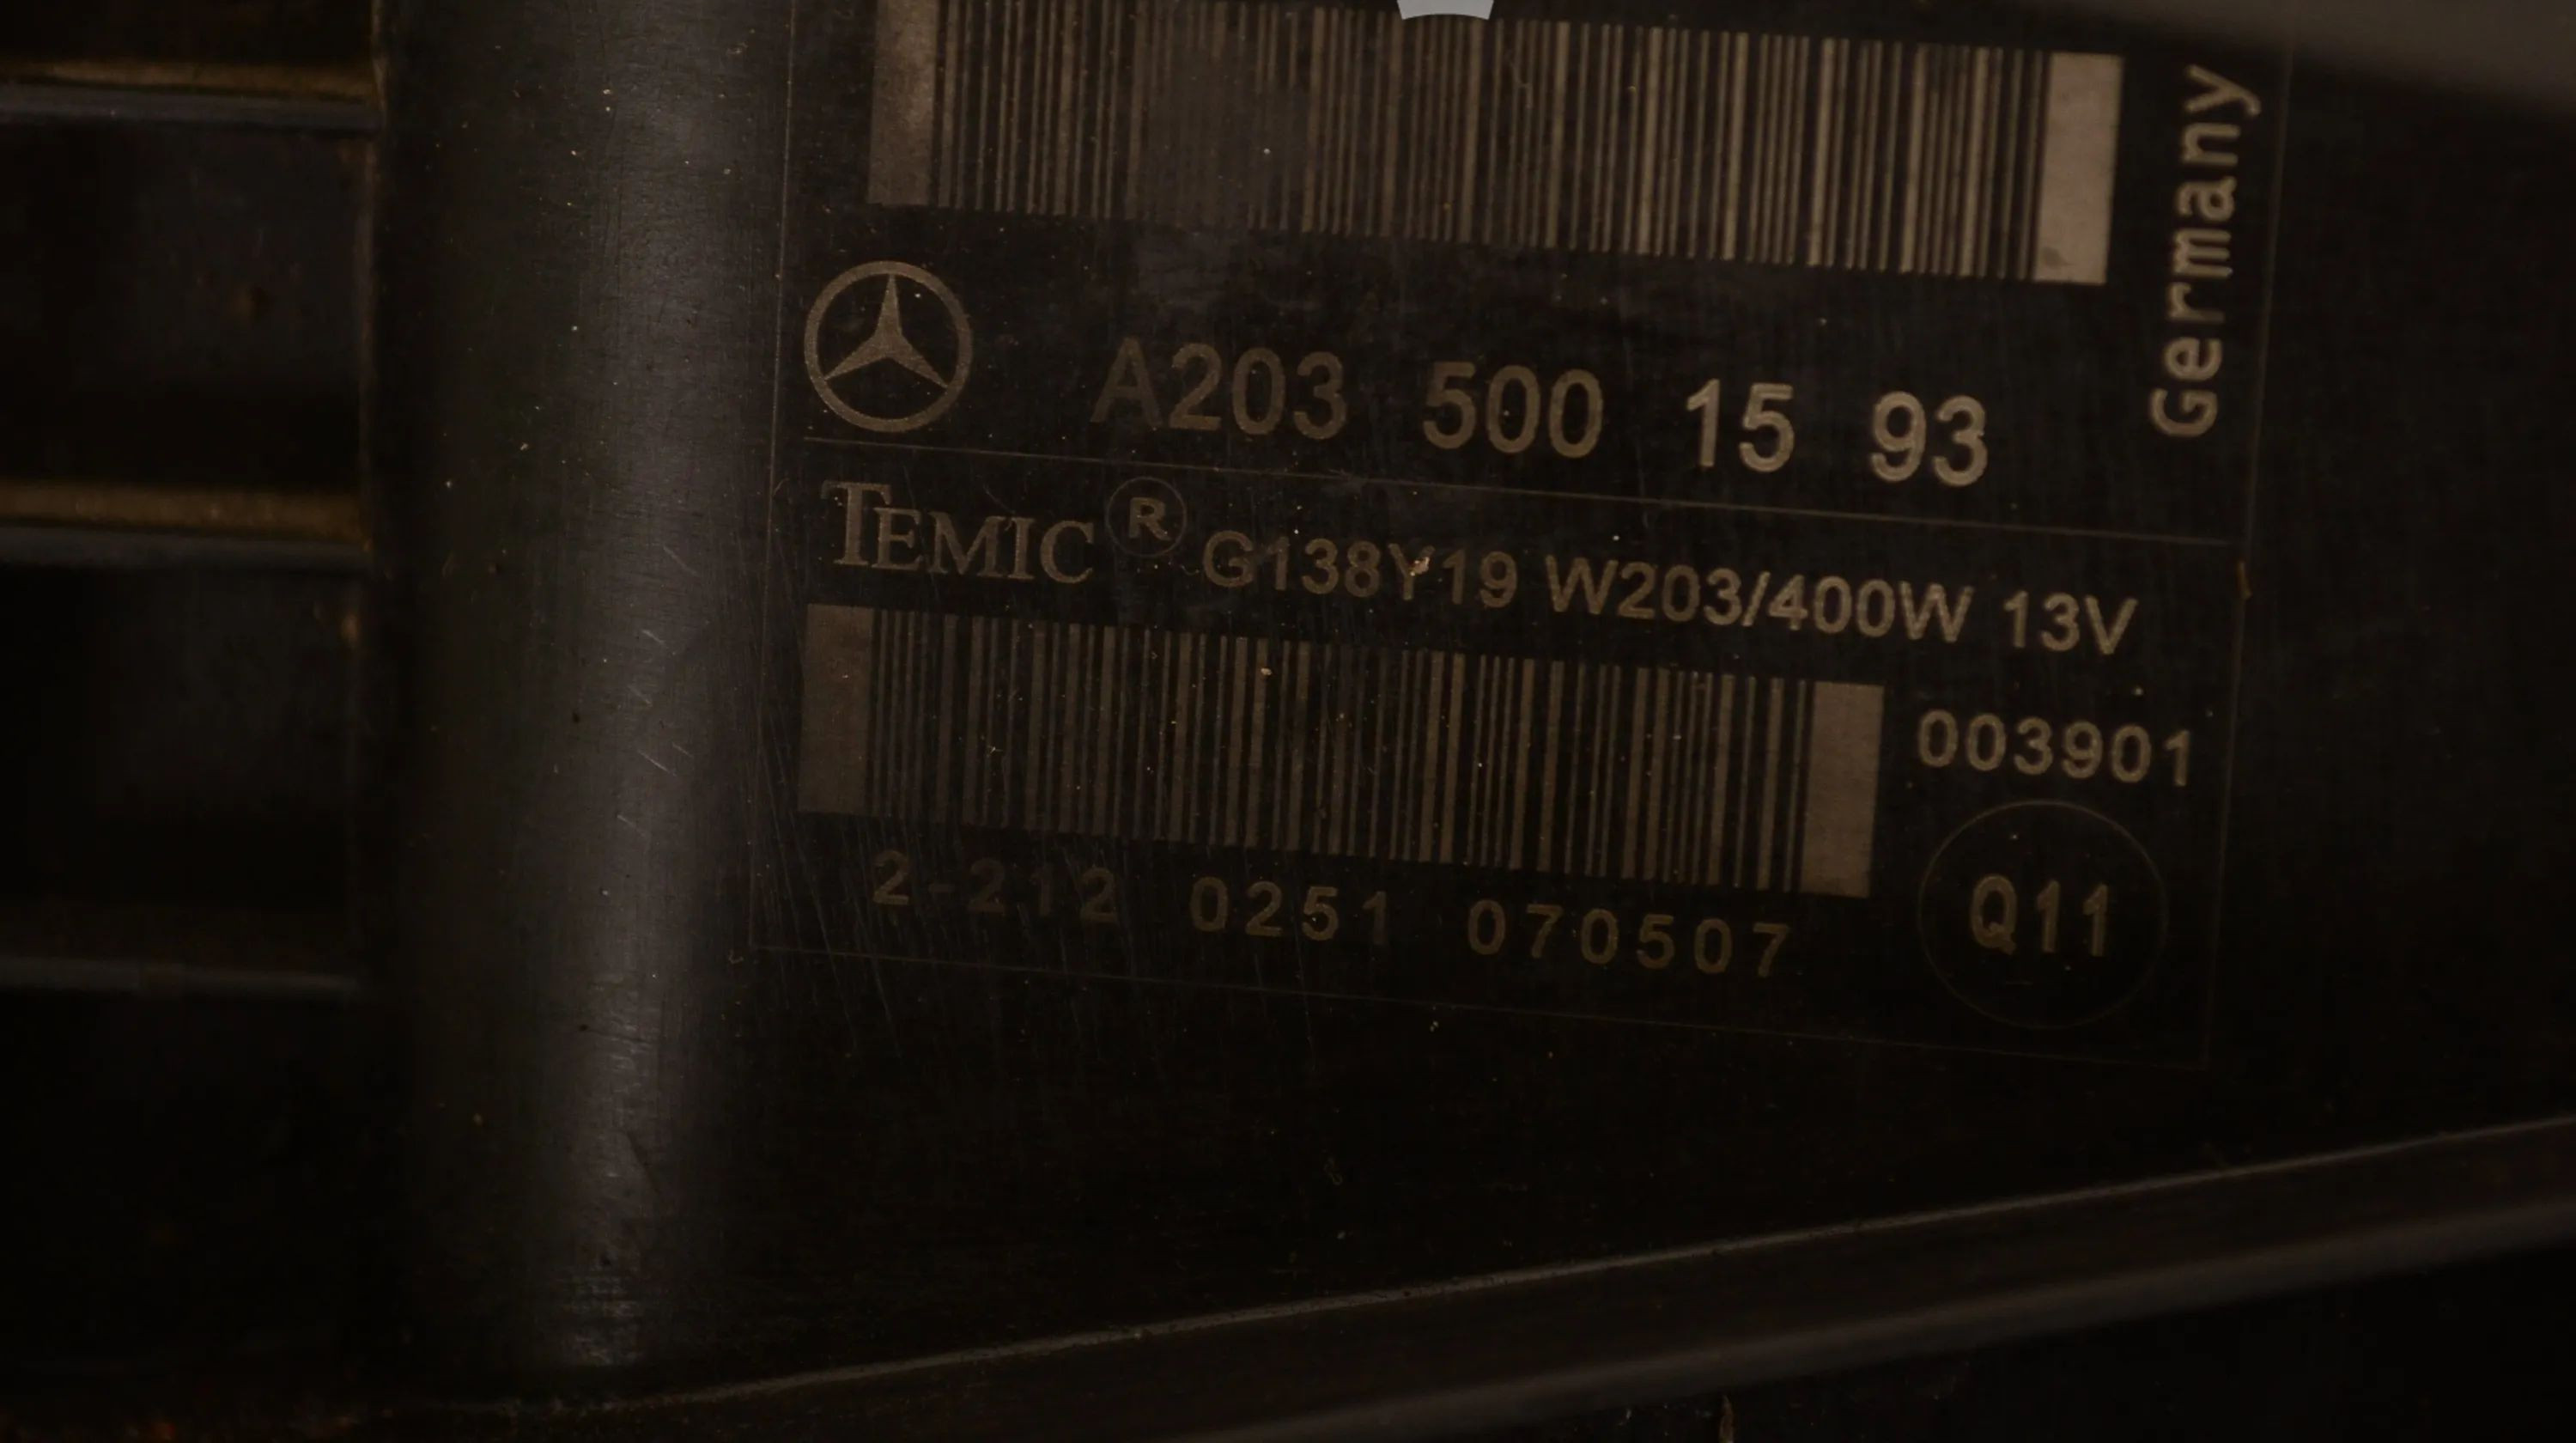 A203 500 15 93
Germany
TEMIC® G138Y19 W203/400W 13V
003901
2-212 0251 070507
Q11